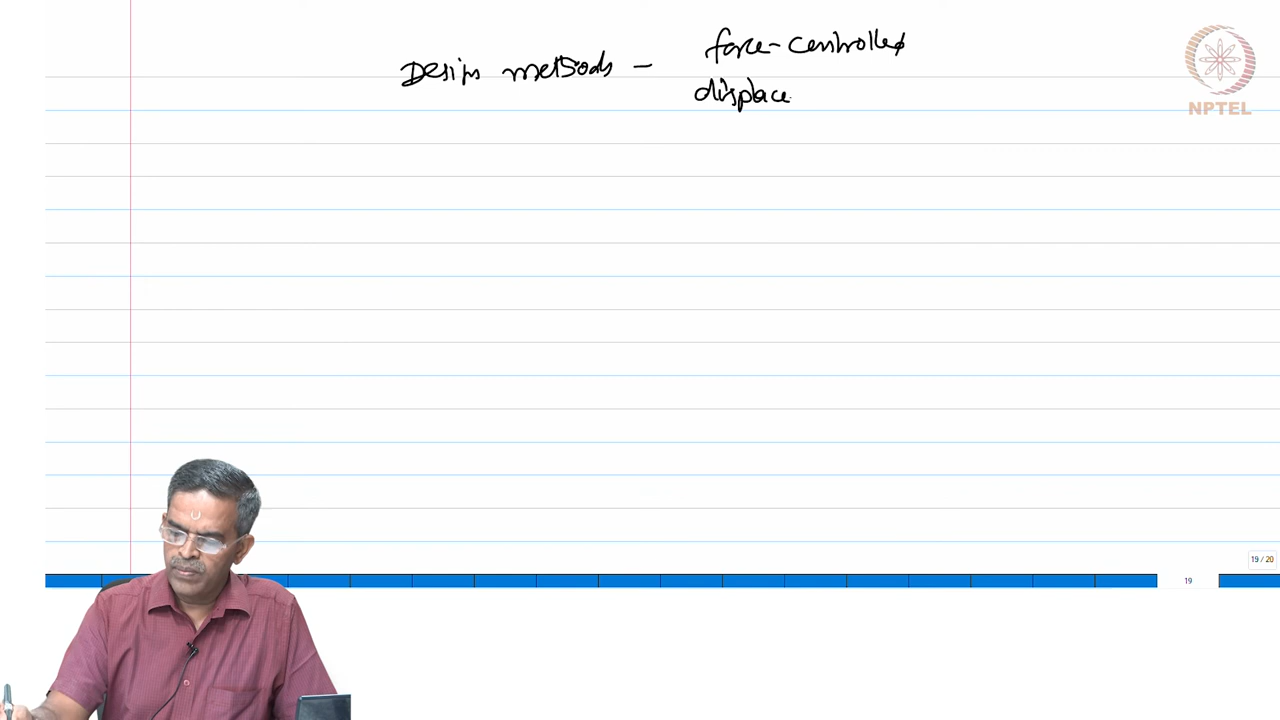 Design methods - force-controlled
displace
NPTEL
19 / 20
19